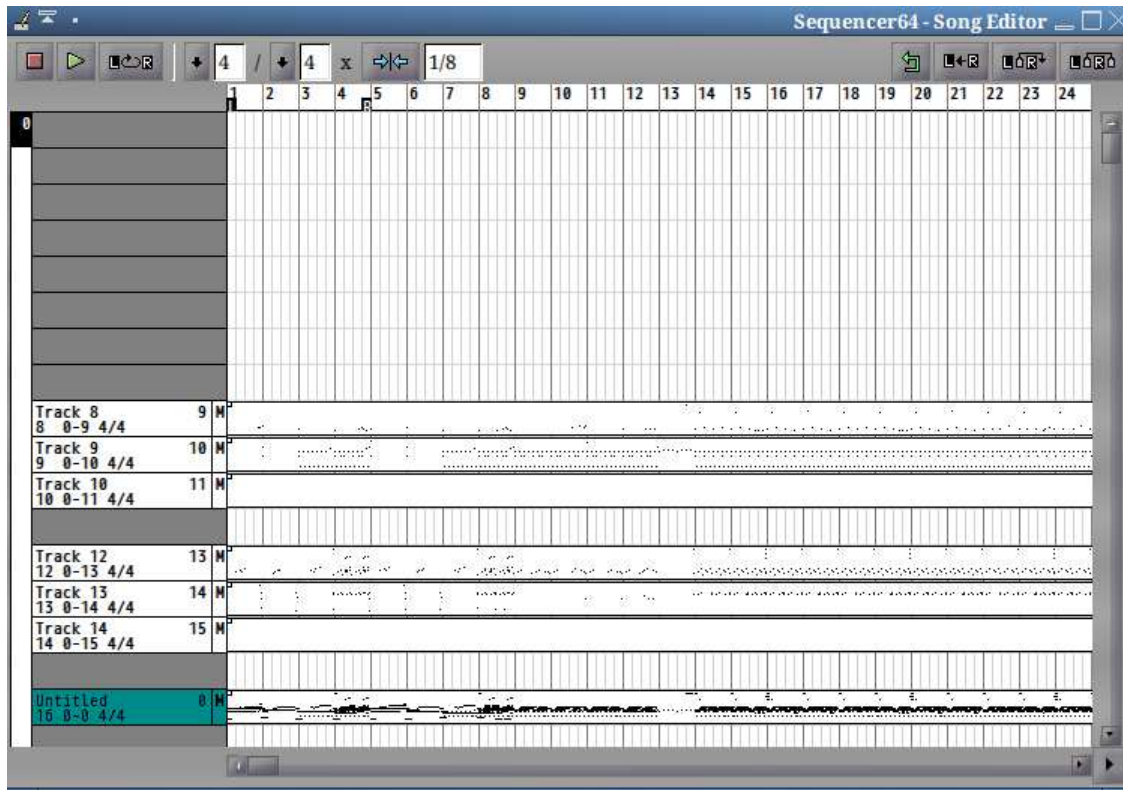 Sequencer64 - Song Editor
L R 4 / 4 x 1/8 L R L R L R
1 2 3 4 5 6 7 8 9 10 11 12 13 14 15 16 17 18 19 20 21 22 23 24
L R
0
Track 8 9 M
8 0-9 4/4
Track 9 10 M
9 0-10 4/4
Track 10 11 M
10 0-11 4/4
Track 12 13 M
12 0-13 4/4
Track 13 14 M
13 0-14 4/4
Track 14 15 M
14 0-15 4/4
Untitled 0 M
16 0-0 4/4